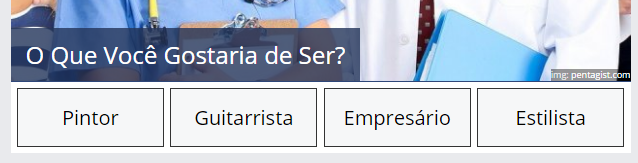 O Que Você Gostaria de Ser?
img: pentagist.com
Pintor
Guitarrista
Empresário
Estilista